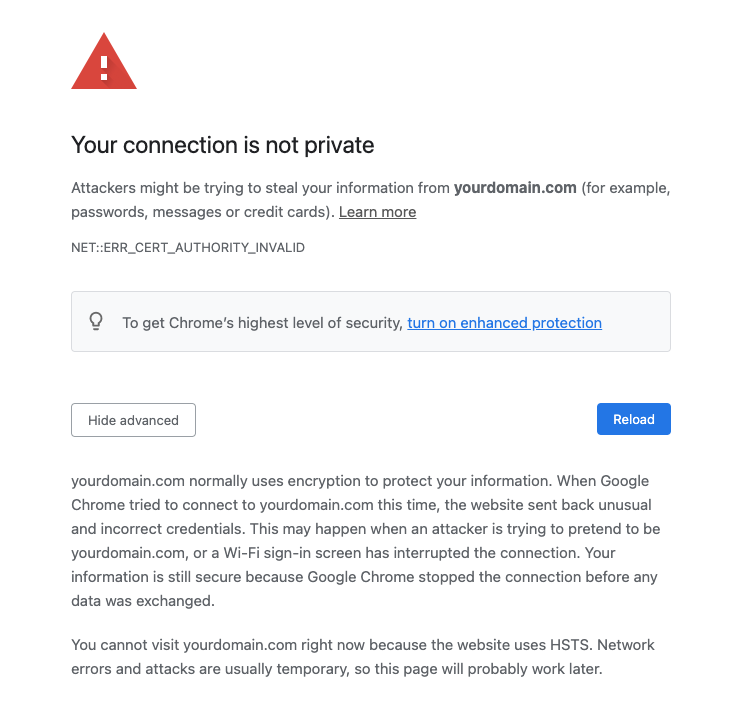 Your connection is not private
Attackers might be trying to steal your information from yourdomain.com (for example,
passwords, messages or credit cards). Learn more
NET::ERR_CERT_AUTHORITY_INVALID
To get Chrome’s highest level of security, turn on enhanced protection
Hide advanced
Reload
yourdomain.com normally uses encryption to protect your information. When Google
Chrome tried to connect to yourdomain.com this time, the website sent back unusual
and incorrect credentials. This may happen when an attacker is trying to pretend to be
yourdomain.com, or a Wi-Fi sign-in screen has interrupted the connection. Your
information is still secure because Google Chrome stopped the connection before any
data was exchanged.
You cannot visit yourdomain.com right now because the website uses HSTS. Network
errors and attacks are usually temporary, so this page will probably work later.